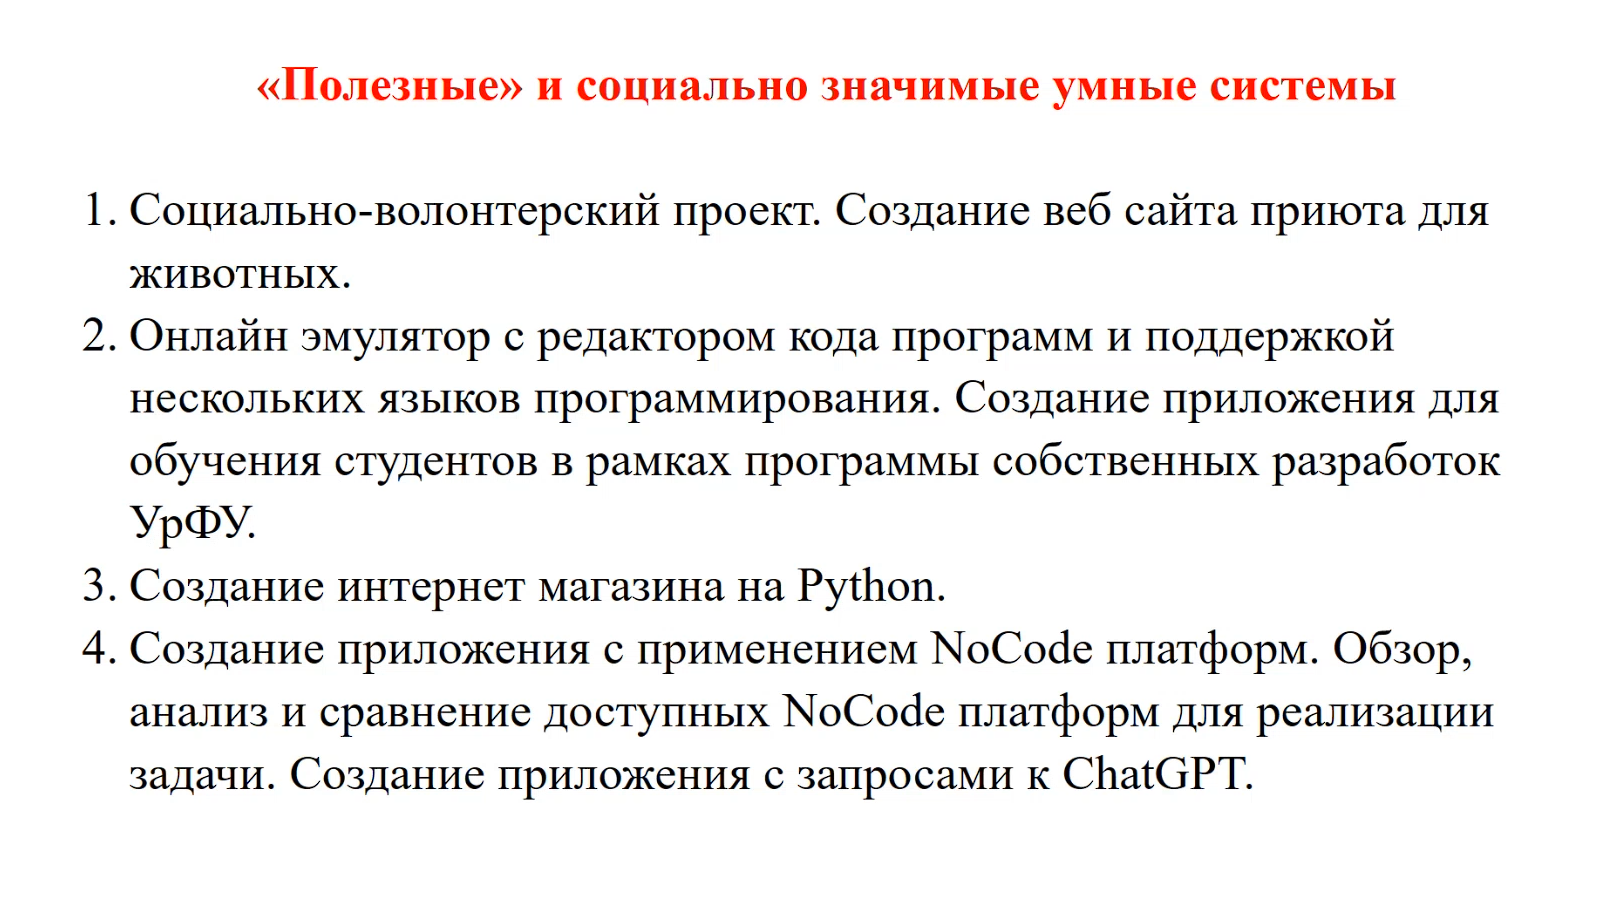 «Полезные» и социально значимые умные системы
1. Социально-волонтерский проект. Создание веб сайта приюта для
животных.
2. Онлайн эмулятор с редактором кода программ и поддержкой
нескольких языков программирования. Создание приложения для
обучения студентов в рамках программы собственных разработок
УрФУ.
3. Создание интернет магазина на Python.
4. Создание приложения с применением NoCode платформ. Обзор,
анализ и сравнение доступных NoCode платформ для реализации
задачи. Создание приложения с запросами к ChatGPT.